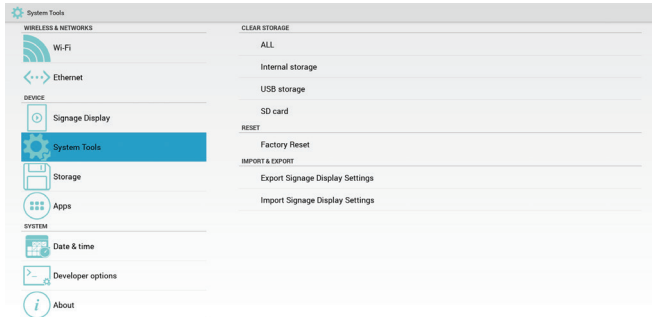 System Tools
WIRELESS & NETWORKS
Wi-Fi
Ethernet
DEVICE
Signage Display
System Tools
Storage
Apps
SYSTEM
Date & time
Developer options
About
CLEAR STORAGE
ALL
Internal storage
USB storage
SD card
RESET
Factory Reset
IMPORT & EXPORT
Export Signage Display Settings
Import Signage Display Settings